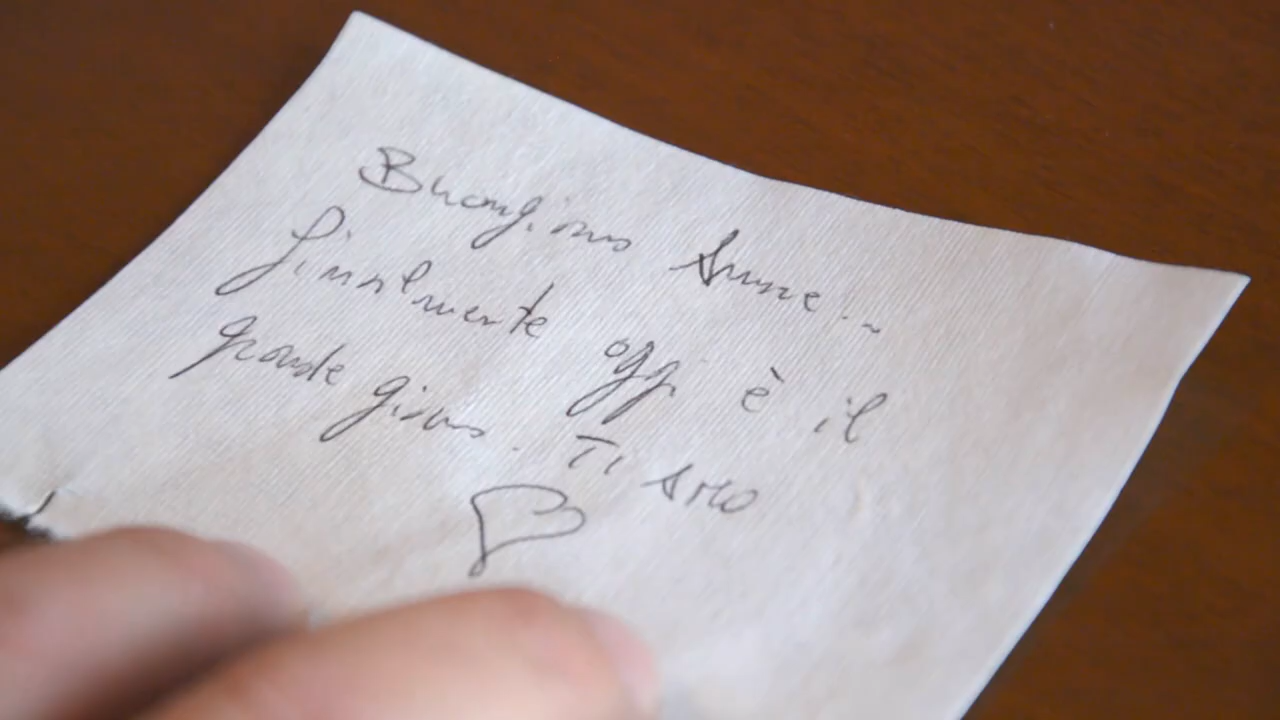 Buongiorno Amore...
finalmente oggi è il
grande giorno. Ti AMO